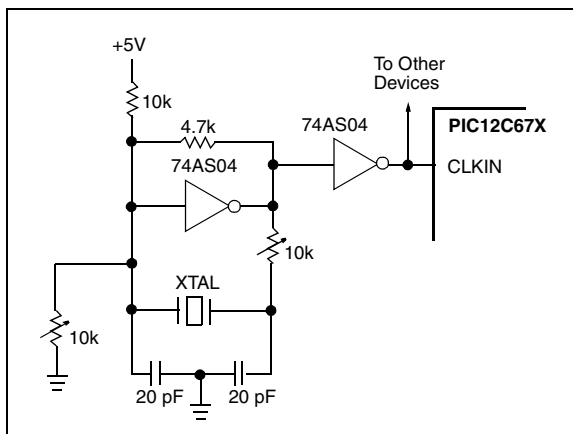 +5V
To Other
Devices
10k
4.7k
74AS04
PIC12C67X
74AS04
CLKIN
10k
XTAL
10k
20 pF
20 pF